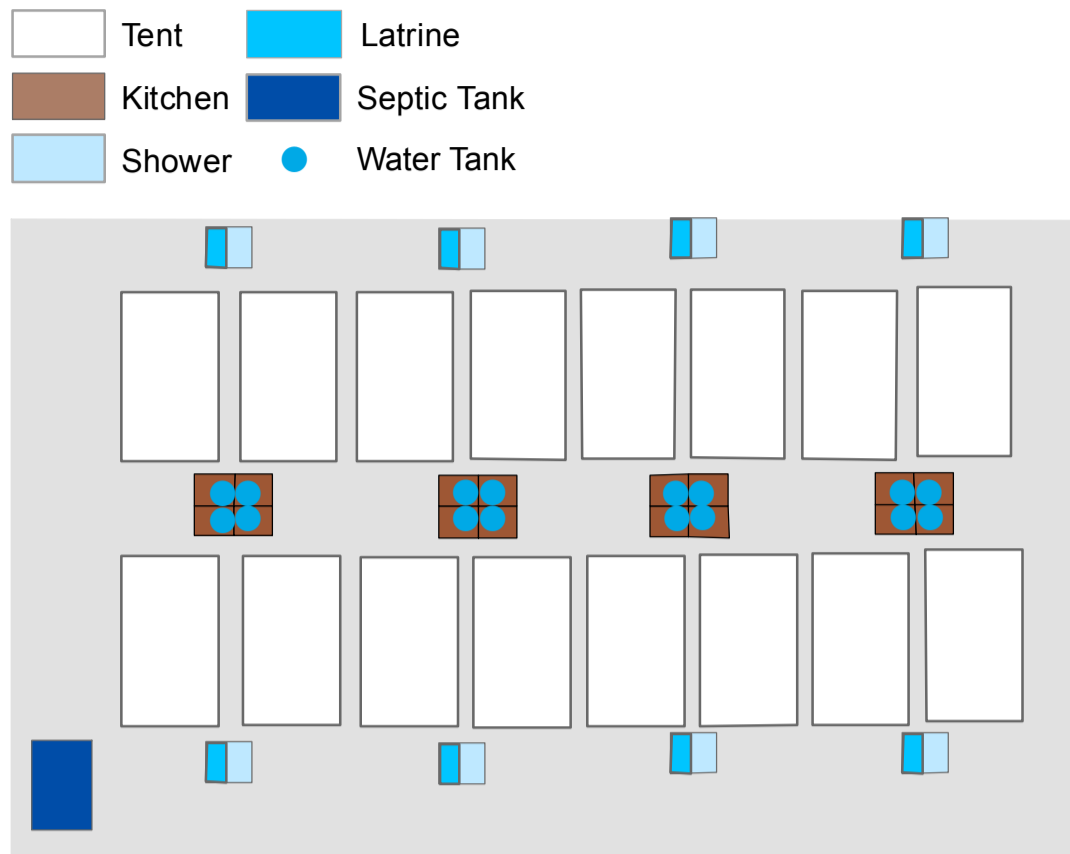 Tent
Latrine
Kitchen
Septic Tank
Shower
Water Tank